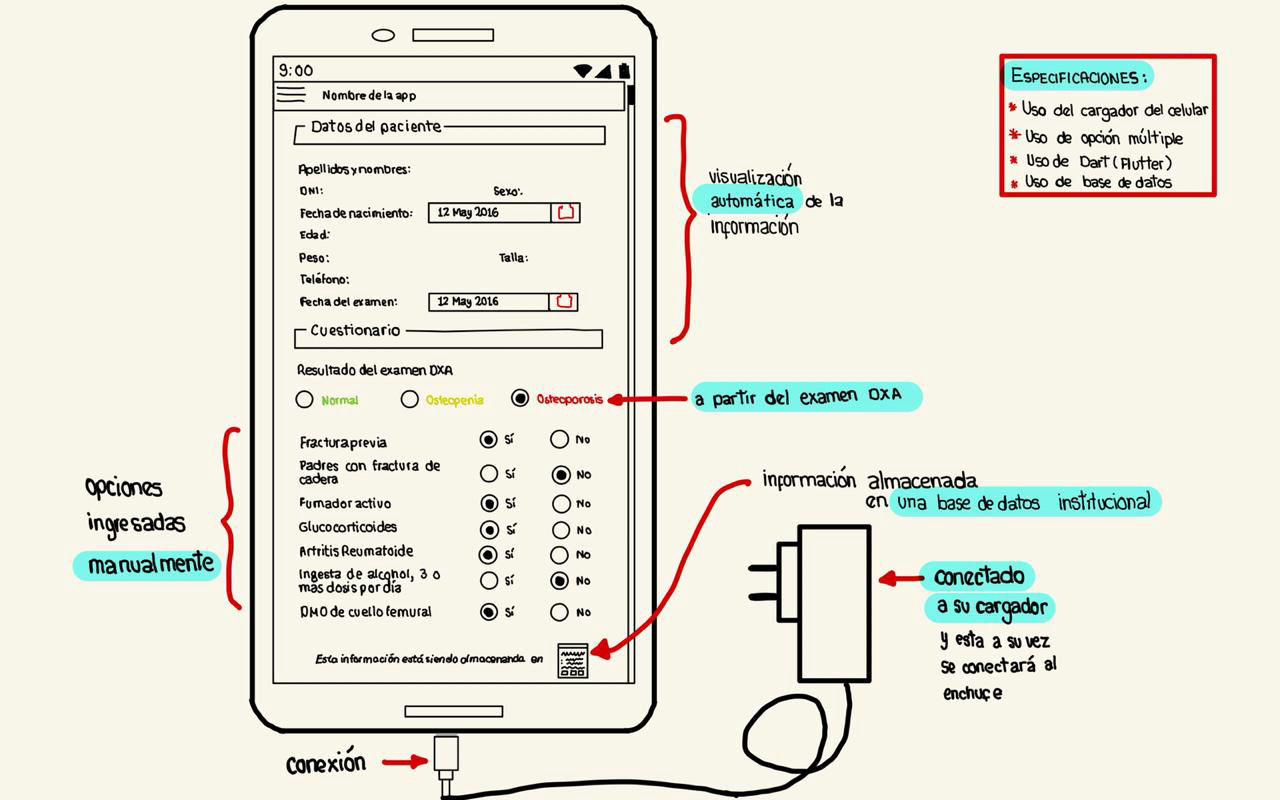 9:00
Nombre de la app
Datos del paciente
Apellidos y nombres:
DNI: Sexo:
Fecha de nacimiento: 12 May 2016
Edad:
Peso: Talla:
Teléfono:
Fecha del examen: 12 May 2016
Cuestionario
Resultado del examen DXA
Normal Osteopenia Osteoporosis
Fractura previa Sí No
Padres con fractura de
cadera Sí No
Fumador activo Sí No
Glucocorticoides Sí No
Artritis Reumatoide Sí No
Ingesta de alcohol, 3 o
más dosis por día Sí No
DMO de cuello femural Sí No
Esta información está siendo almacenanda en
opciones
ingresadas
manualmente
conexión
visualización
automática de la
información
a partir del examen DXA
información almacenada
en una base de datos institucional
conectado
a su cargador
y esta a su vez
se conectará al
enchuçe
ESPECIFICACIONES:
* Uso del cargador del celular
* Uso de opción múltiple
* Uso de Dart (Flutter)
* Uso de base de datos